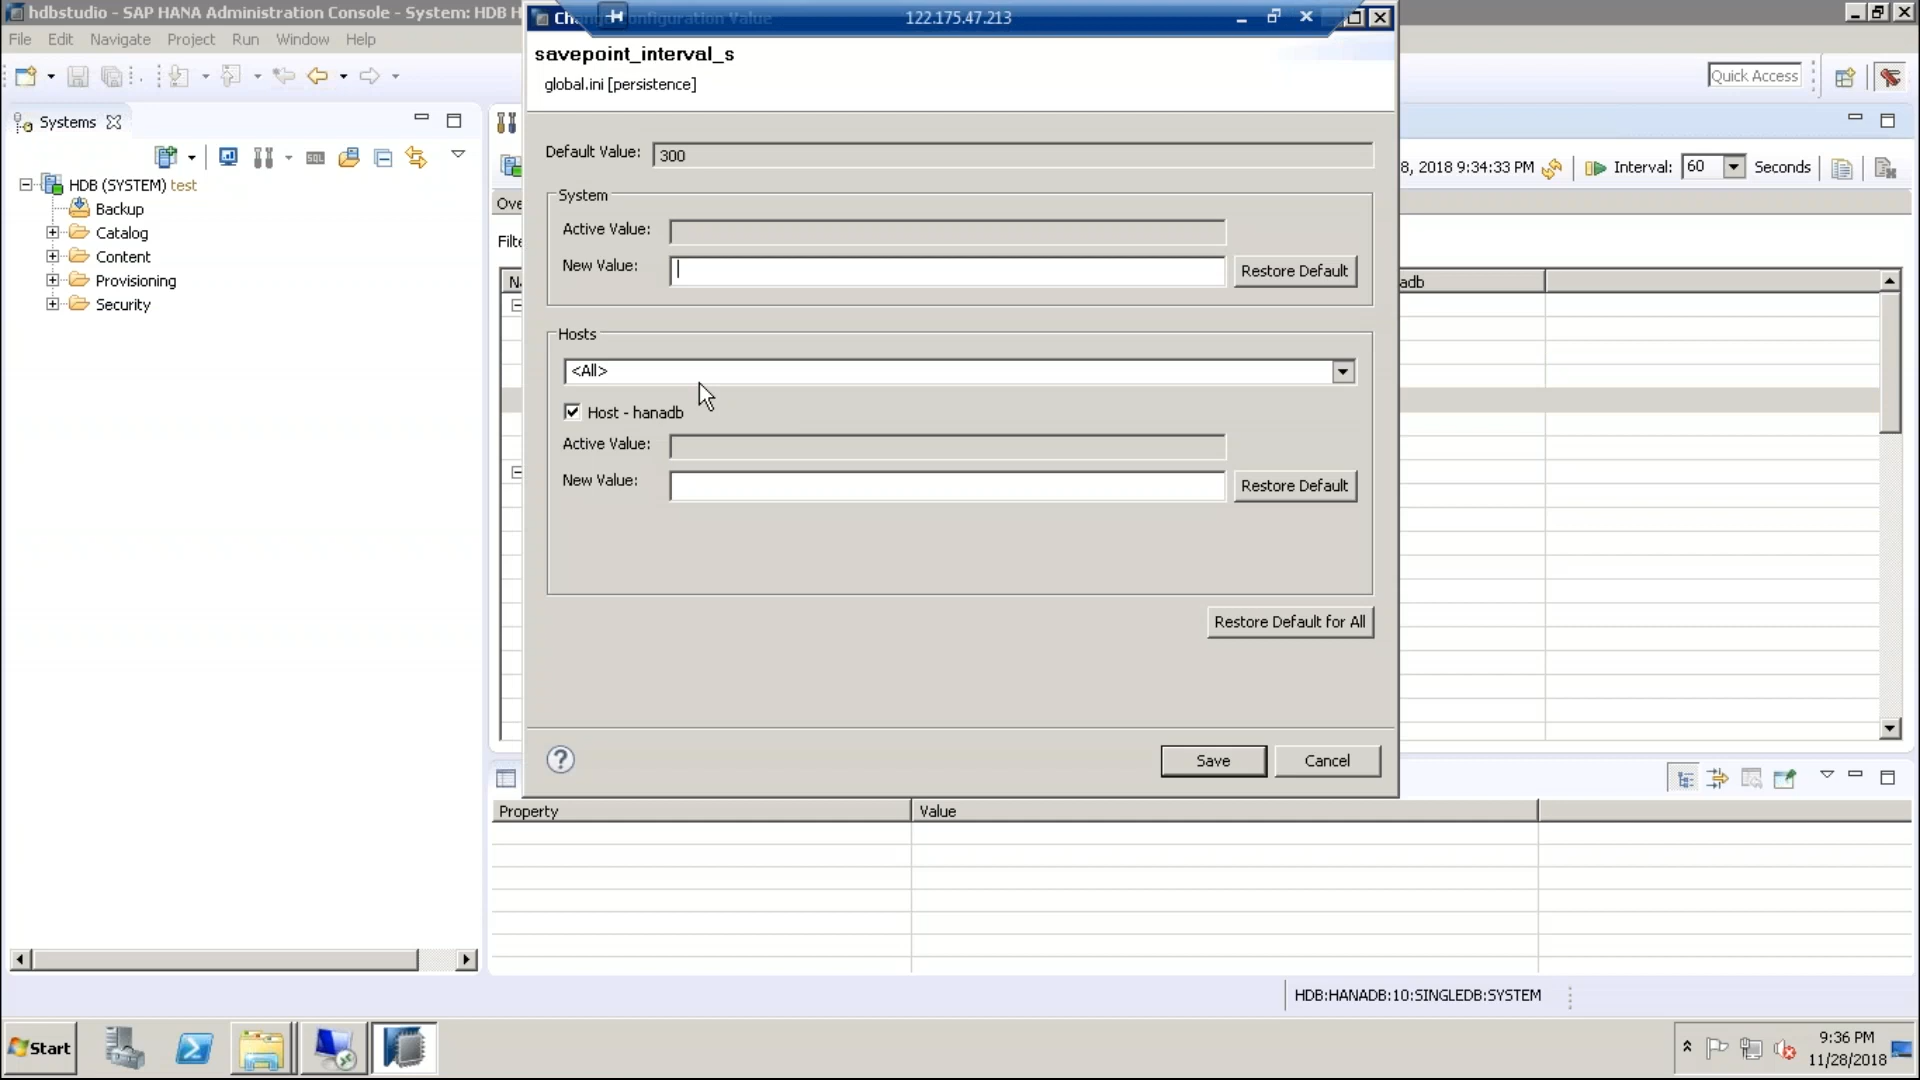 hdbstudio - SAP HANA Administration Console - System: HDB H
122.175.47.213
File Edit Navigate Project Run Window Help
savepoint_interval_s
global.ini [persistence]
Quick Access
Systems
Default Value: 300
8, 2018 9:34:33 PM Interval: 60 Seconds
SQL
HDB (SYSTEM) test
System
Backup
Ove
Active Value:
Catalog
Filte
Content
New Value: Restore Default
Provisioning
adb
Security
Hosts
<All>
Host - hanadb
Active Value:
New Value: Restore Default
Restore Default for All
Save Cancel
Property Value
HDB:HANADB:10:SINGLEDB:SYSTEM
Start
9:36 PM
11/28/2018